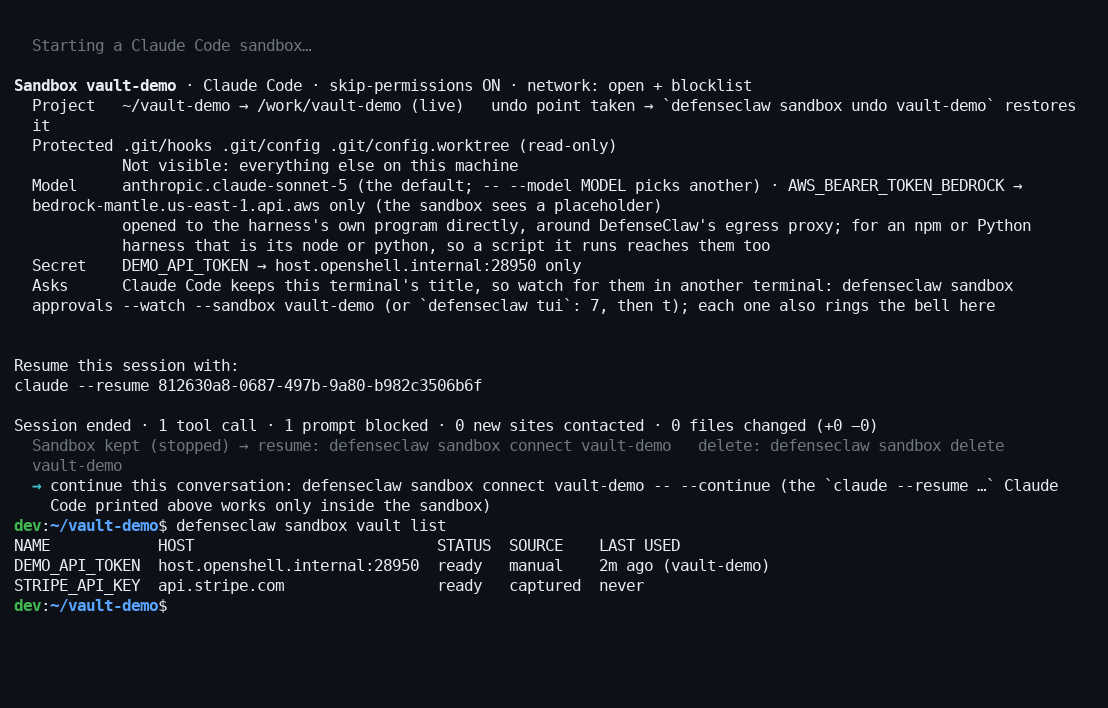 Starting a Claude Code sandbox…
Sandbox vault-demo · Claude Code · skip-permissions ON · network: open + blocklist
Project   ~/vault-demo → /work/vault-demo (live)   undo point taken → `defenseclaw sandbox undo vault-demo` restores
it
Protected .git/hooks .git/config .git/config.worktree (read-only)
Not visible: everything else on this machine
Model     anthropic.claude-sonnet-5 (the default; -- --model MODEL picks another) · AWS_BEARER_TOKEN_BEDROCK →
bedrock-mantle.us-east-1.api.aws only (the sandbox sees a placeholder)
opened to the harness's own program directly, around DefenseClaw's egress proxy; for an npm or Python
harness that is its node or python, so a script it runs reaches them too
Secret    DEMO_API_TOKEN → host.openshell.internal:28950 only
Asks      Claude Code keeps this terminal's title, so watch for them in another terminal: defenseclaw sandbox
approvals --watch --sandbox vault-demo (or `defenseclaw tui`: 7, then t); each one also rings the bell here
Resume this session with:
claude --resume 812630a8-0687-497b-9a80-b982c3506b6f
Session ended · 1 tool call · 1 prompt blocked · 0 new sites contacted · 0 files changed (+0 −0)
Sandbox kept (stopped) → resume: defenseclaw sandbox connect vault-demo   delete: defenseclaw sandbox delete
vault-demo
→ continue this conversation: defenseclaw sandbox connect vault-demo -- --continue (the `claude --resume …` Claude
Code printed above works only inside the sandbox)
dev:~/vault-demo$ defenseclaw sandbox vault list
NAME            HOST                           STATUS  SOURCE    LAST USED
DEMO_API_TOKEN  host.openshell.internal:28950  ready   manual    2m ago (vault-demo)
STRIPE_API_KEY  api.stripe.com                 ready   captured  never
dev:~/vault-demo$